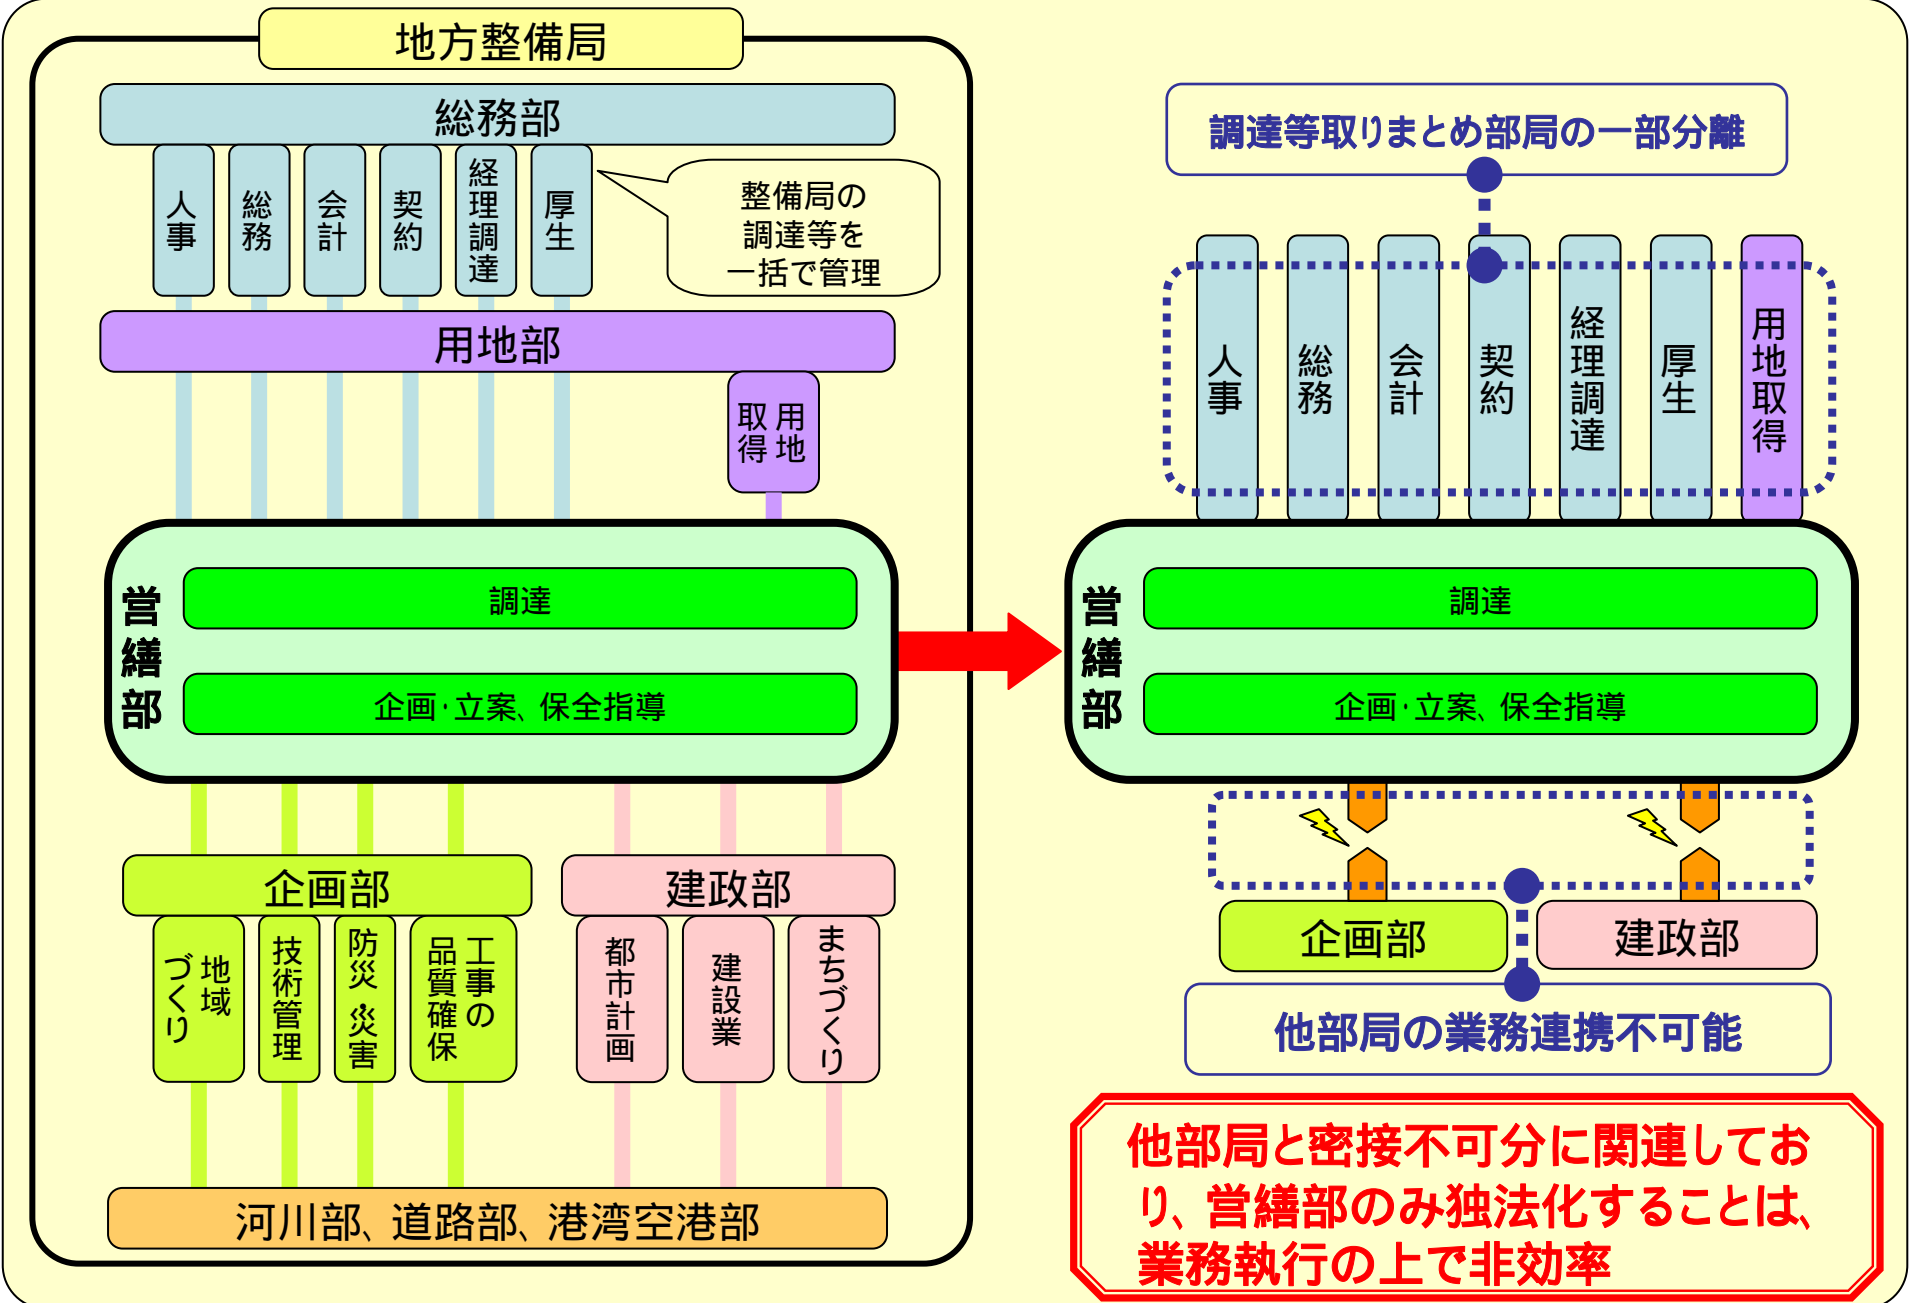 地方整備局
総務部
人事
総務
会計
契約
経理調達
厚生
整備局の
調達等を
一括で管理
用地部
用地
取得
営繕部
調達
企画・立案、保全指導
企画部
地域
づくり
技術管理
防災・災害
工事の
品質確保
建政部
都市計画
建設業
まちづくり
河川部、道路部、港湾空港部
調達等取りまとめ部局の一部分離
人事
総務
会計
契約
経理調達
厚生
用地取得
営繕部
調達
企画・立案、保全指導
企画部
建政部
他部局の業務連携不可能
他部局と密接不可分に関連してお
り、営繕部のみ独法化することは、
業務執行の上で非効率